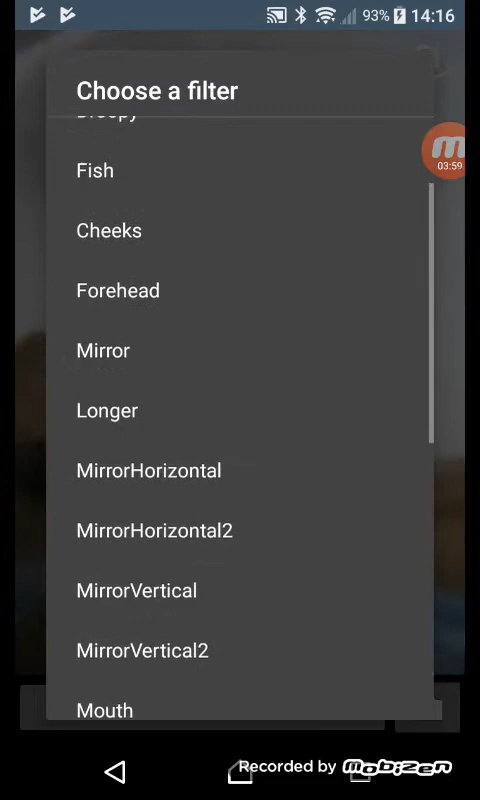 93% 14:16
Choose a filter
Droopy
Fish
m
03:59
Cheeks
Forehead
Mirror
Longer
MirrorHorizontal
MirrorHorizontal2
MirrorVertical
MirrorVertical2
Mouth
Recorded by MobiZen